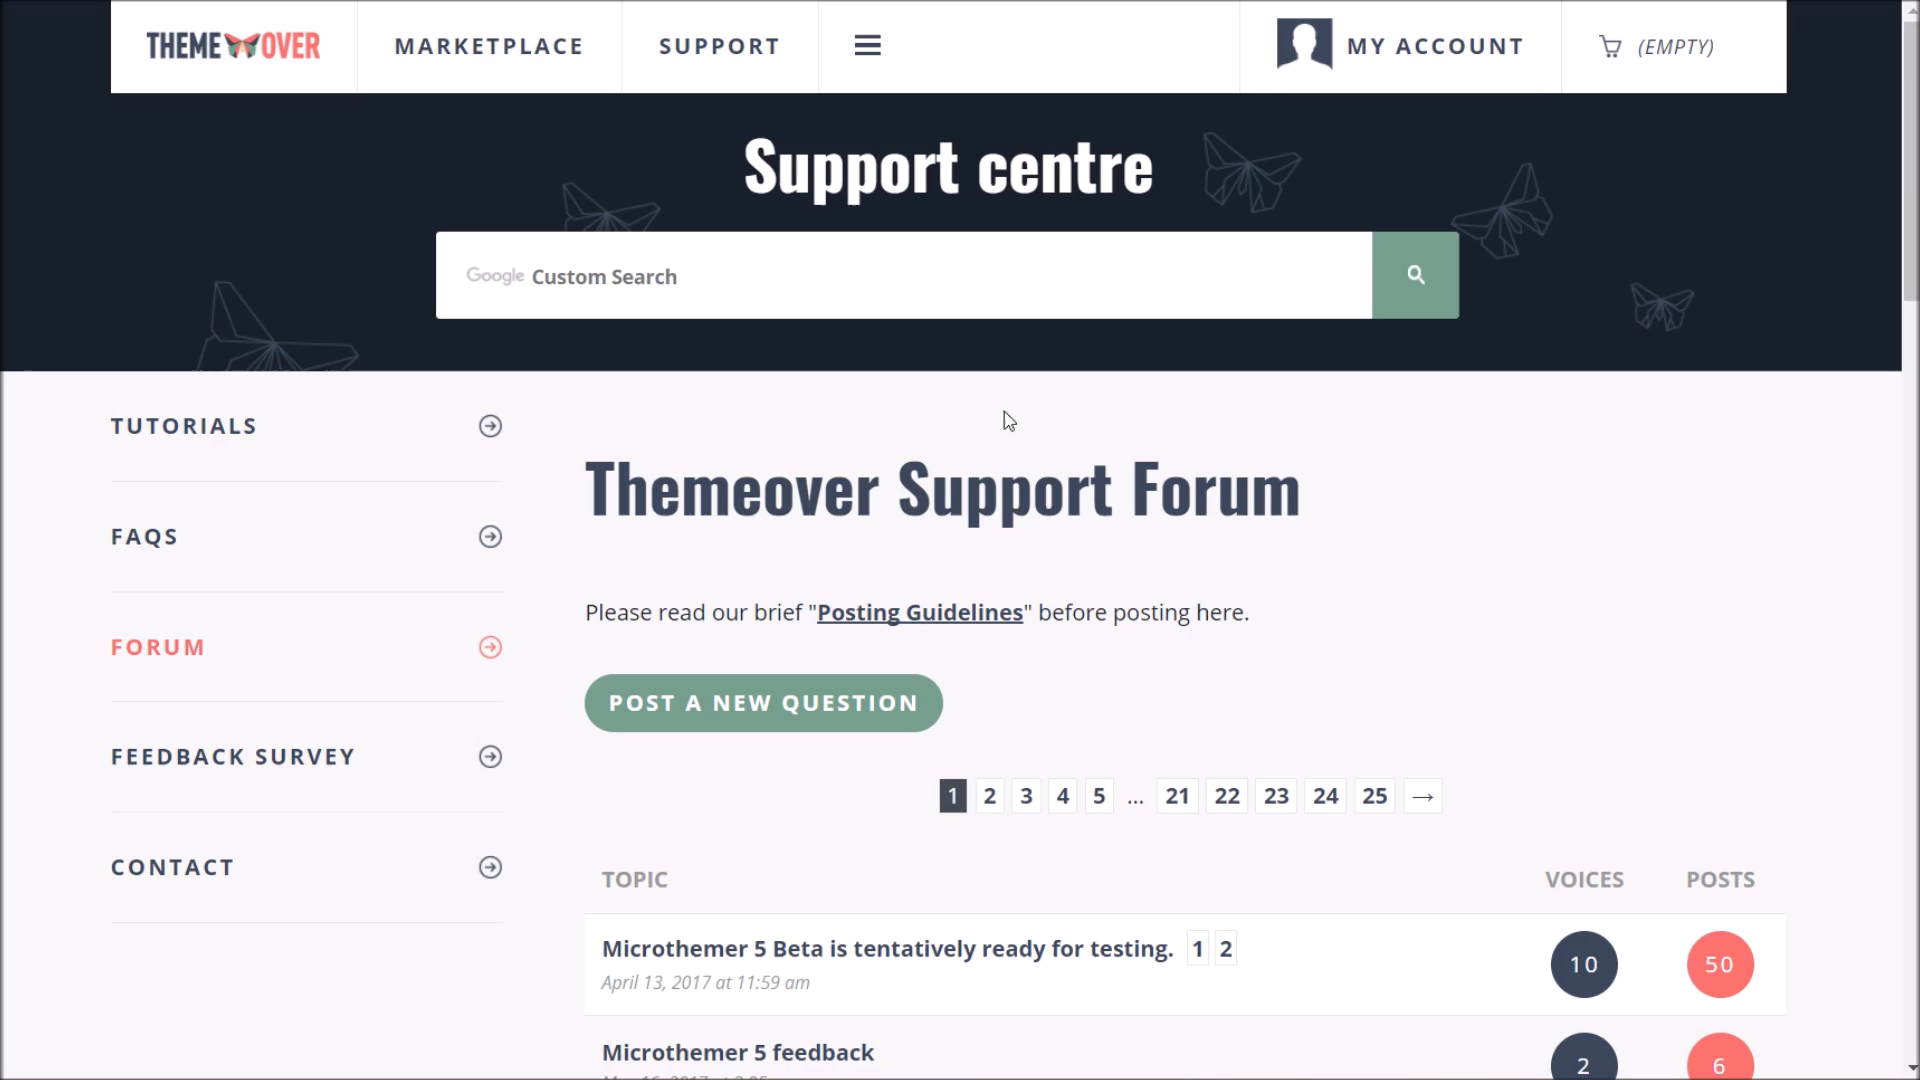 THEMEOVER
MARKETPLACE
SUPPORT
MY ACCOUNT
(EMPTY)
Support centre
Google Custom Search
TUTORIALS
FAQS
FORUM
FEEDBACK SURVEY
CONTACT
Themeover Support Forum
Please read our brief "Posting Guidelines" before posting here.
POST A NEW QUESTION
1 2 3 4 5 ... 21 22 23 24 25 →
TOPIC VOICES POSTS
Microthemer 5 Beta is tentatively ready for testing. 1 2
April 13, 2017 at 11:59 am
10 50
Microthemer 5 feedback
2 6